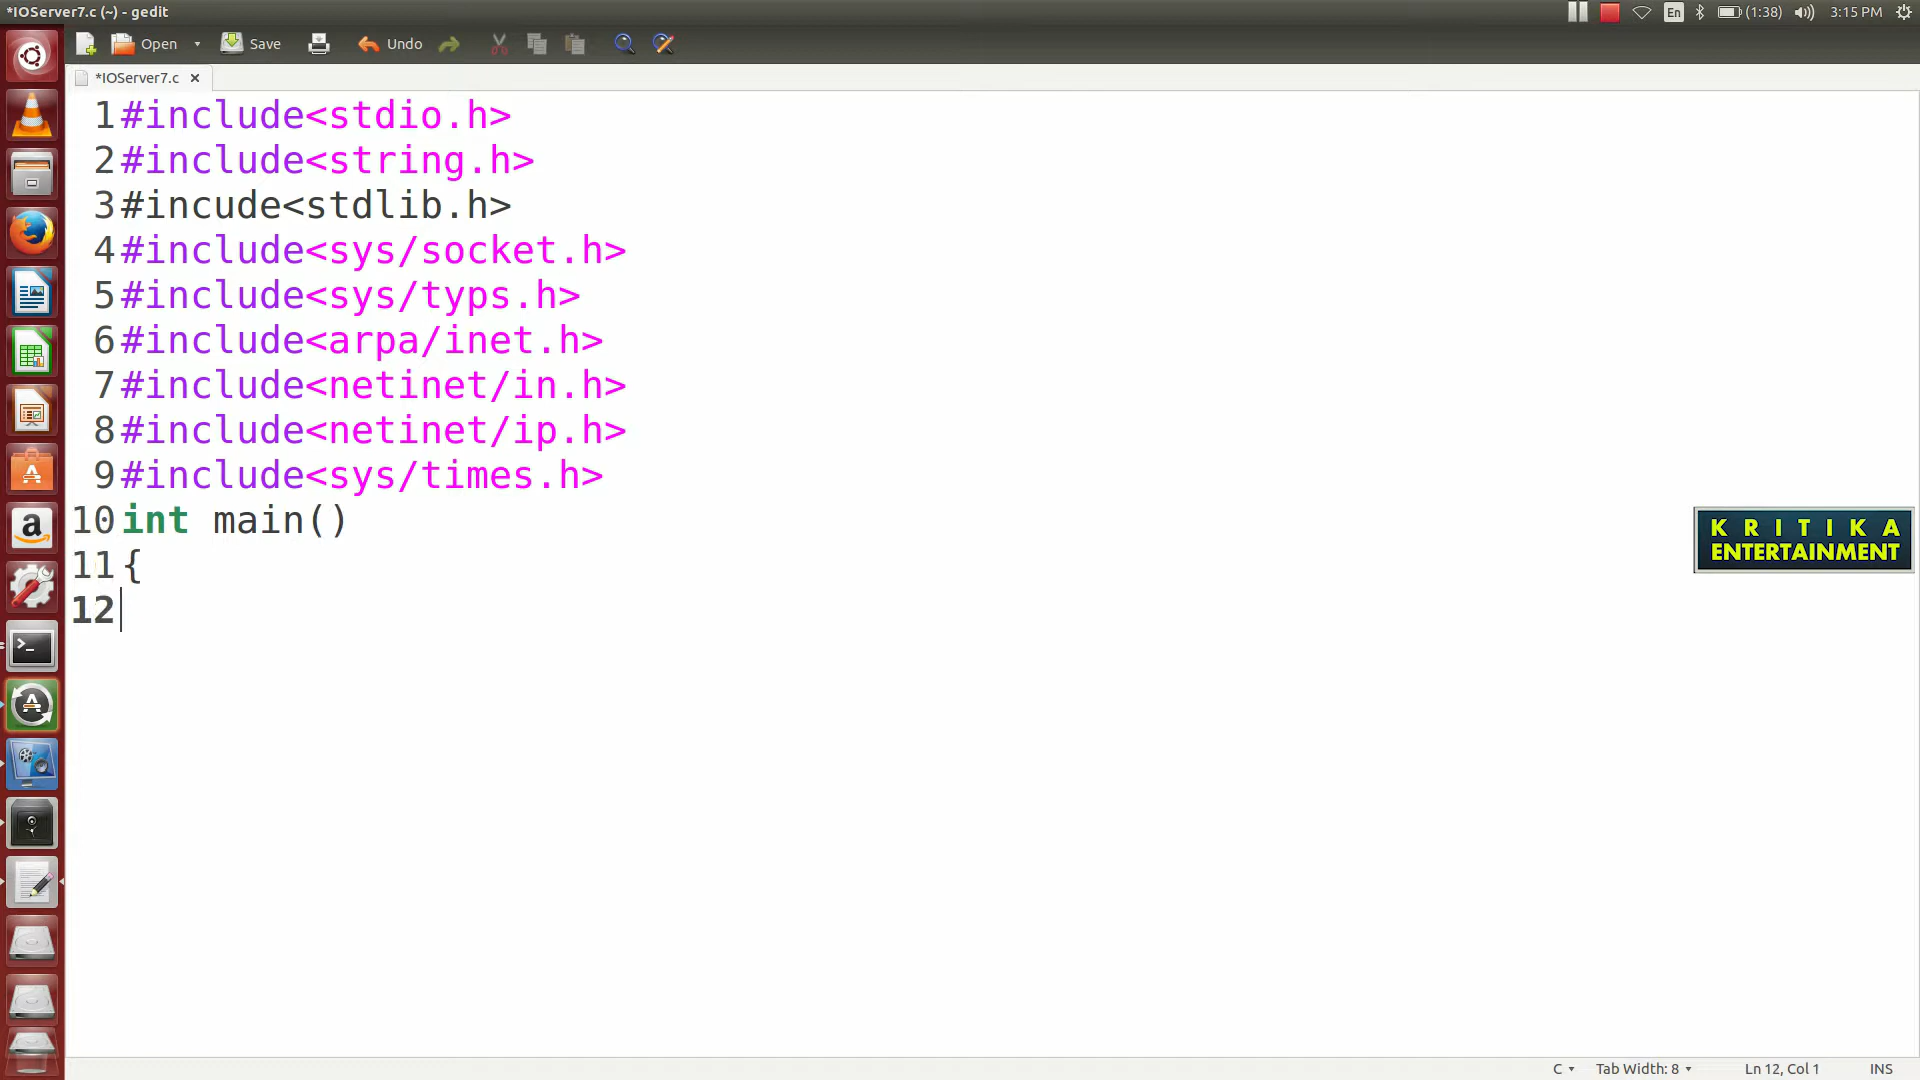 *IOServer7.c (~) - gedit
En
(1:38)
3:15 PM
Open
Save
Undo
*IOServer7.c
1 #include<stdio.h>
2 #include<string.h>
3 #incude<stdlib.h>
4 #include<sys/socket.h>
5 #include<sys/typs.h>
6 #include<arpa/inet.h>
7 #include<netinet/in.h>
8 #include<netinet/ip.h>
9 #include<sys/times.h>
10 int main()
11 {
12
KRITIKA
ENTERTAINMENT
C
Tab Width: 8
Ln 12, Col 1
INS